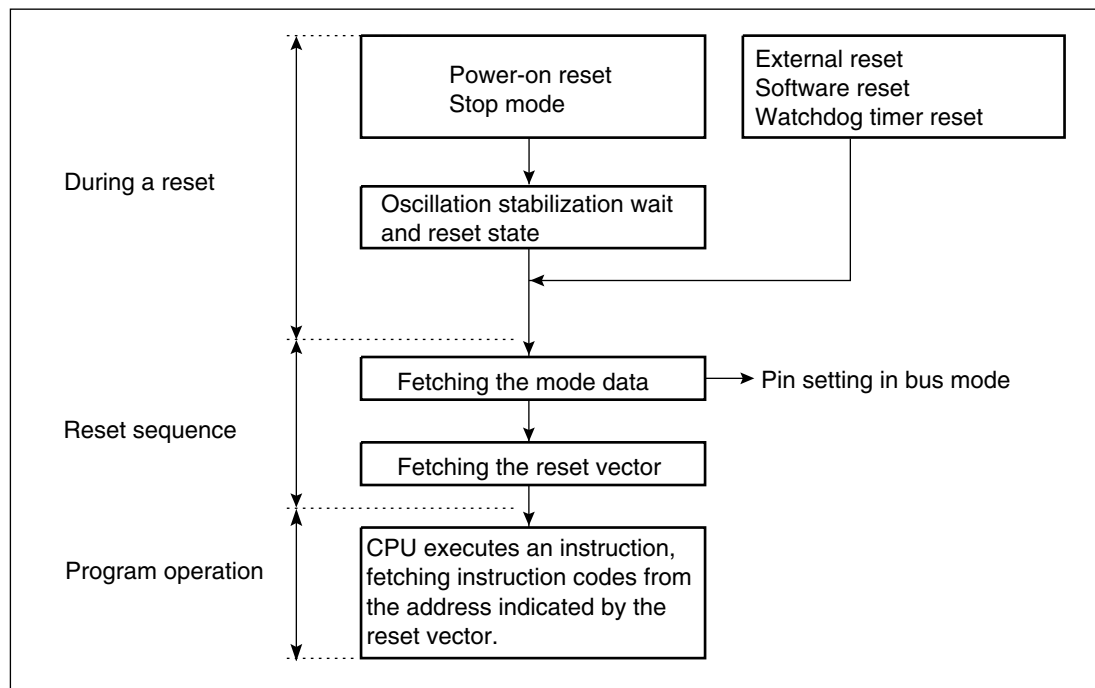 Power-on reset
Stop mode
External reset
Software reset
Watchdog timer reset
During a reset
Oscillation stabilization wait
and reset state
Fetching the mode data
Pin setting in bus mode
Reset sequence
Fetching the reset vector
Program operation
CPU executes an instruction,
fetching instruction codes from
the address indicated by the
reset vector.